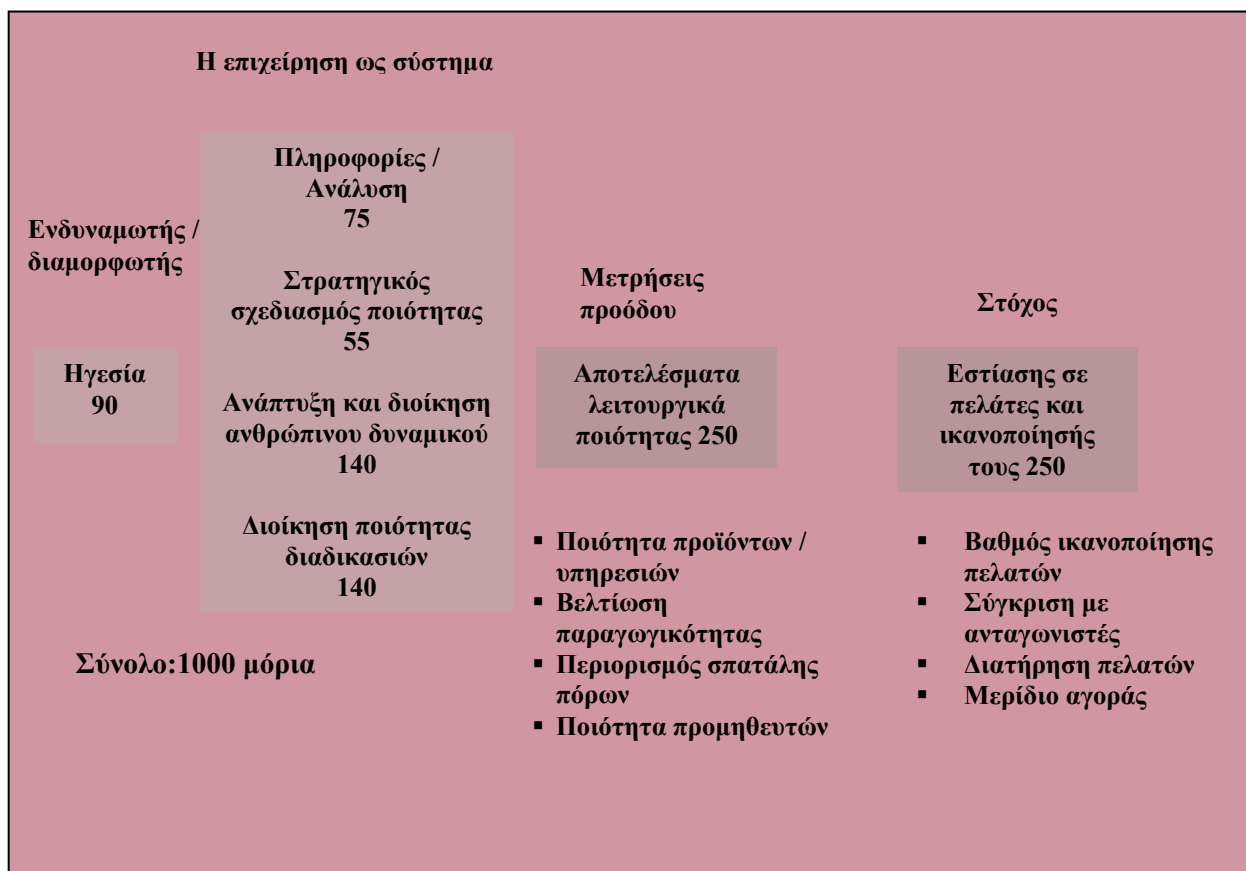 Η επιχείρηση ως σύστημα
Ενδυναμωτής /
διαμορφωτής
Ηγεσία
90
Πληροφορίες /
Ανάλυση
75
Στρατηγικός
σχεδιασμός ποιότητας
55
Ανάπτυξη και διοίκηση
ανθρώπινου δυναμικού
140
Διοίκηση ποιότητας
διαδικασιών
140
Σύνολο:1000 μόρια
Μετρήσεις
προόδου
Αποτελέσματα
λειτουργικά
ποιότητας 250
▪ Ποιότητα προϊόντων /
υπηρεσιών
▪ Βελτίωση
παραγωγικότητας
▪ Περιορισμός σπατάλης
πόρων
▪ Ποιότητα προμηθευτών
Στόχος
Εστίασης σε
πελάτες και
ικανοποίησής
τους 250
▪ Βαθμός ικανοποίησης
πελατών
▪ Σύγκριση με
ανταγωνιστές
▪ Διατήρηση πελατών
▪ Μερίδιο αγοράς